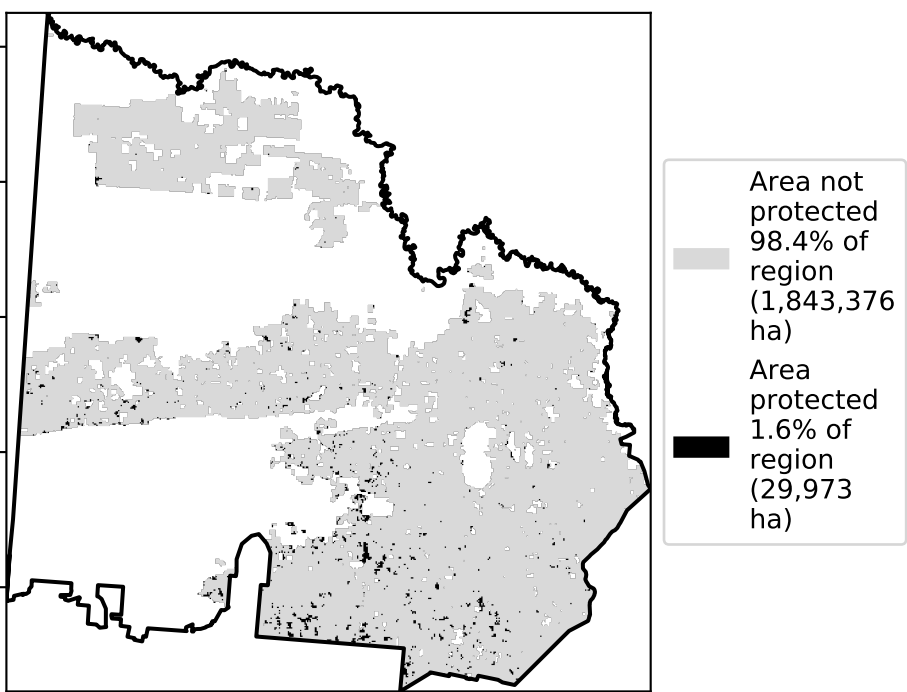 Area not
protected
98.4% of
region
(1,843,376
ha)
Area
protected
1.6% of
region
(29,973
ha)